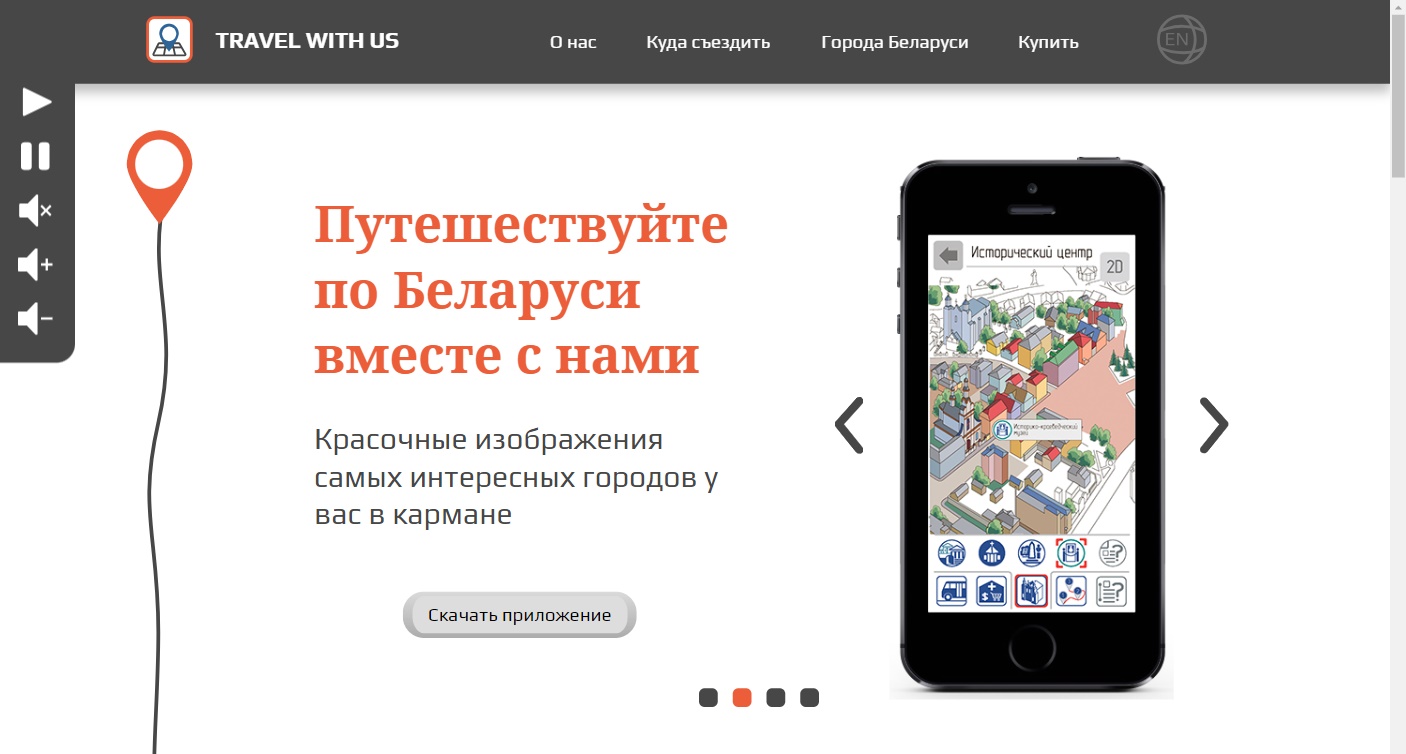 TRAVEL WITH US
О нас
Куда съездить
Города Беларуси
Купить
EN
Путешествуйте
по Беларуси
вместе с нами
Красочные изображения
самых интересных городов у
вас в кармане
Скачать приложение
Исторический центр
2D
Историко-краеведческий
музей